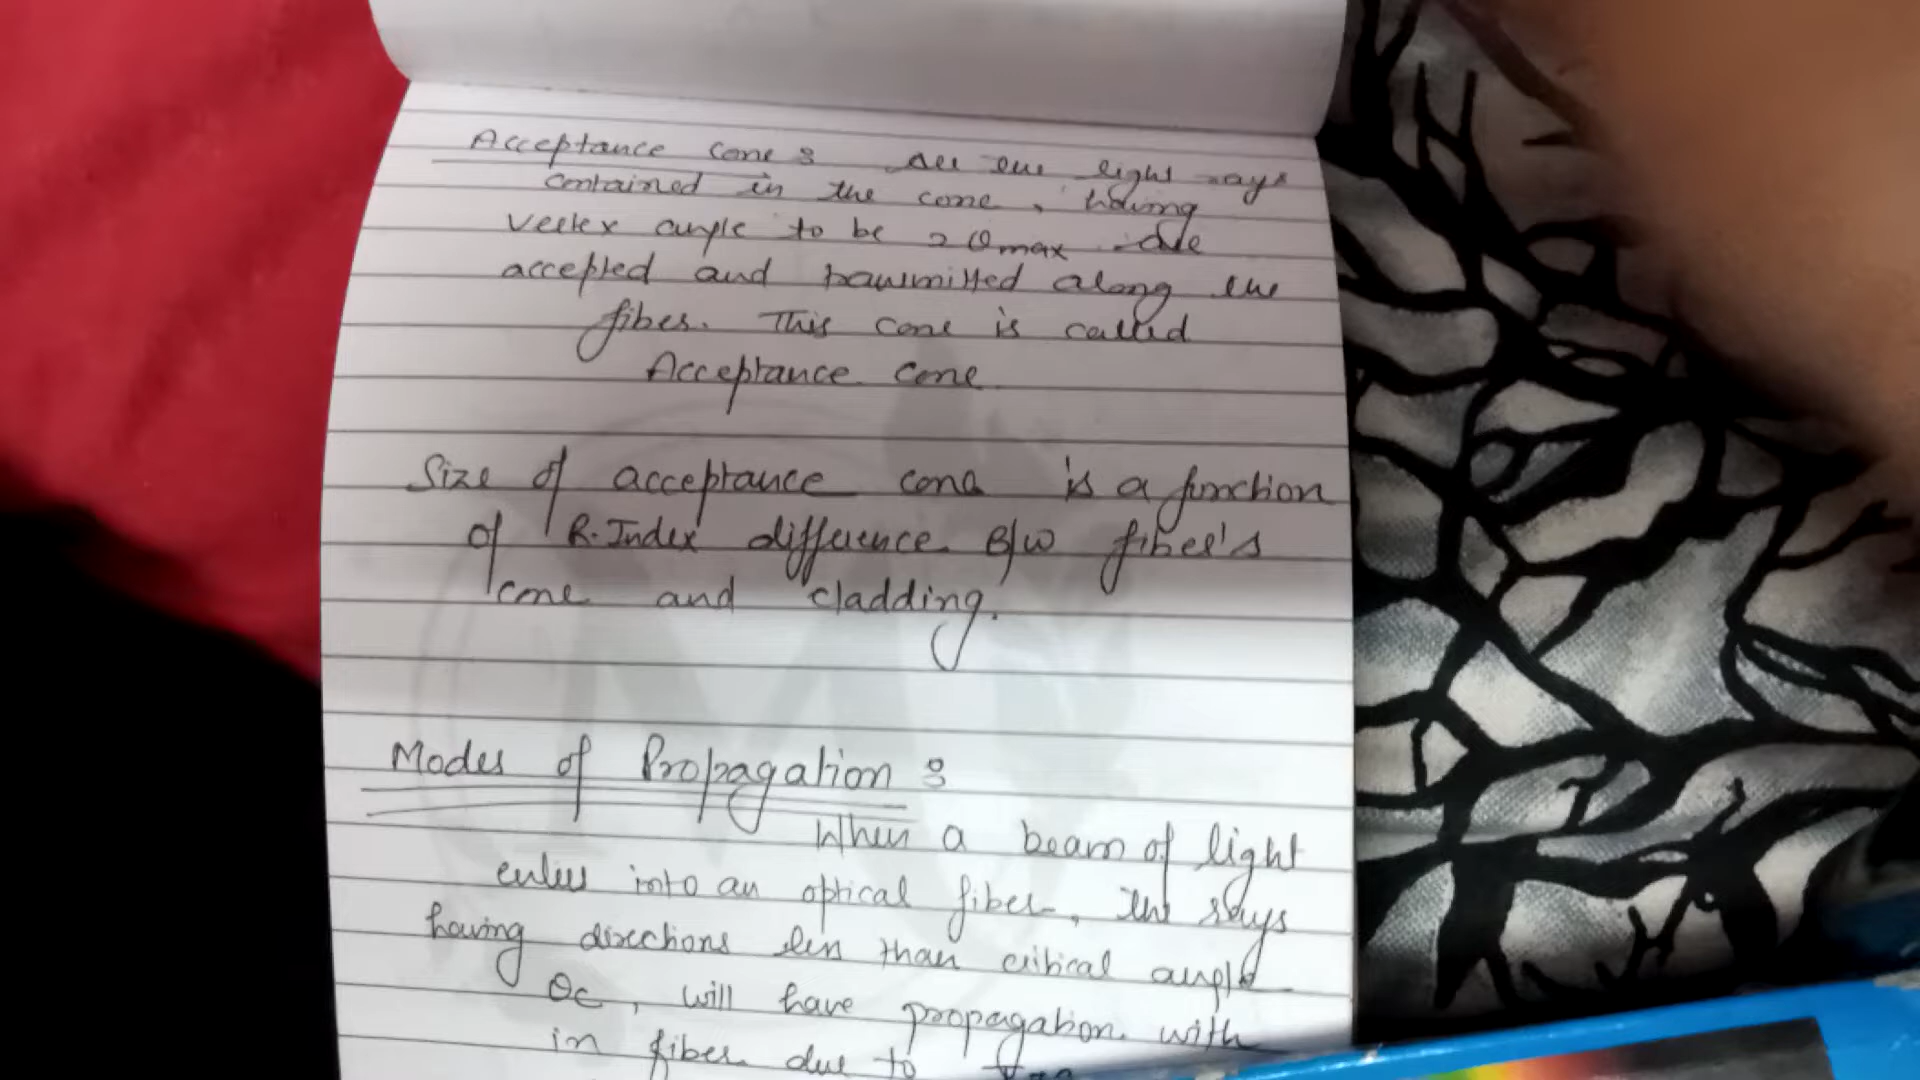 Acceptance Cone : All the light rays
contained in the cone, having
vertex angle to be 2θmax are
accepted and transmitted along the
fiber. This cone is called
Acceptance Cone
Size of acceptance cone is a function
of R.Index difference B/w fiber's
cone and cladding.
Modes of Propagation :
When a beam of light
enters into an optical fiber, the rays
having directions less than critical angle
θc, will have propagation with
in fiber due to